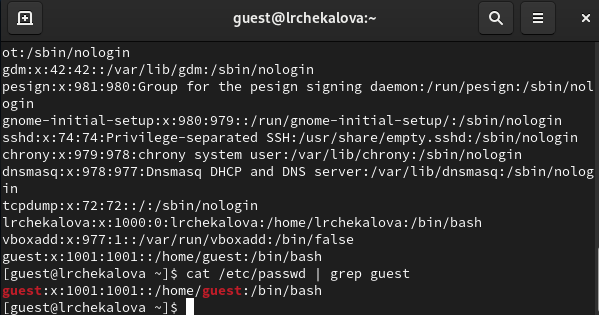 guest@lrchekalova:~
ot:/sbin/nologin
gdm:x:42:42::/var/lib/gdm:/sbin/nologin
pesign:x:981:980:Group for the pesign signing daemon:/run/pesign:/sbin/nol
ogin
gnome-initial-setup:x:980:979::/run/gnome-initial-setup/:/sbin/nologin
sshd:x:74:74:Privilege-separated SSH:/usr/share/empty.sshd:/sbin/nologin
chrony:x:979:978:chrony system user:/var/lib/chrony:/sbin/nologin
dnsmasq:x:978:977:Dnsmasq DHCP and DNS server:/var/lib/dnsmasq:/sbin/nolog
in
tcpdump:x:72:72::/:/sbin/nologin
lrchekalova:x:1000:0:lrchekalova:/home/lrchekalova:/bin/bash
vboxadd:x:977:1::/var/run/vboxadd:/bin/false
guest:x:1001:1001::/home/guest:/bin/bash
[guest@lrchekalova ~]$ cat /etc/passwd | grep guest
guest:x:1001:1001::/home/guest:/bin/bash
[guest@lrchekalova ~]$